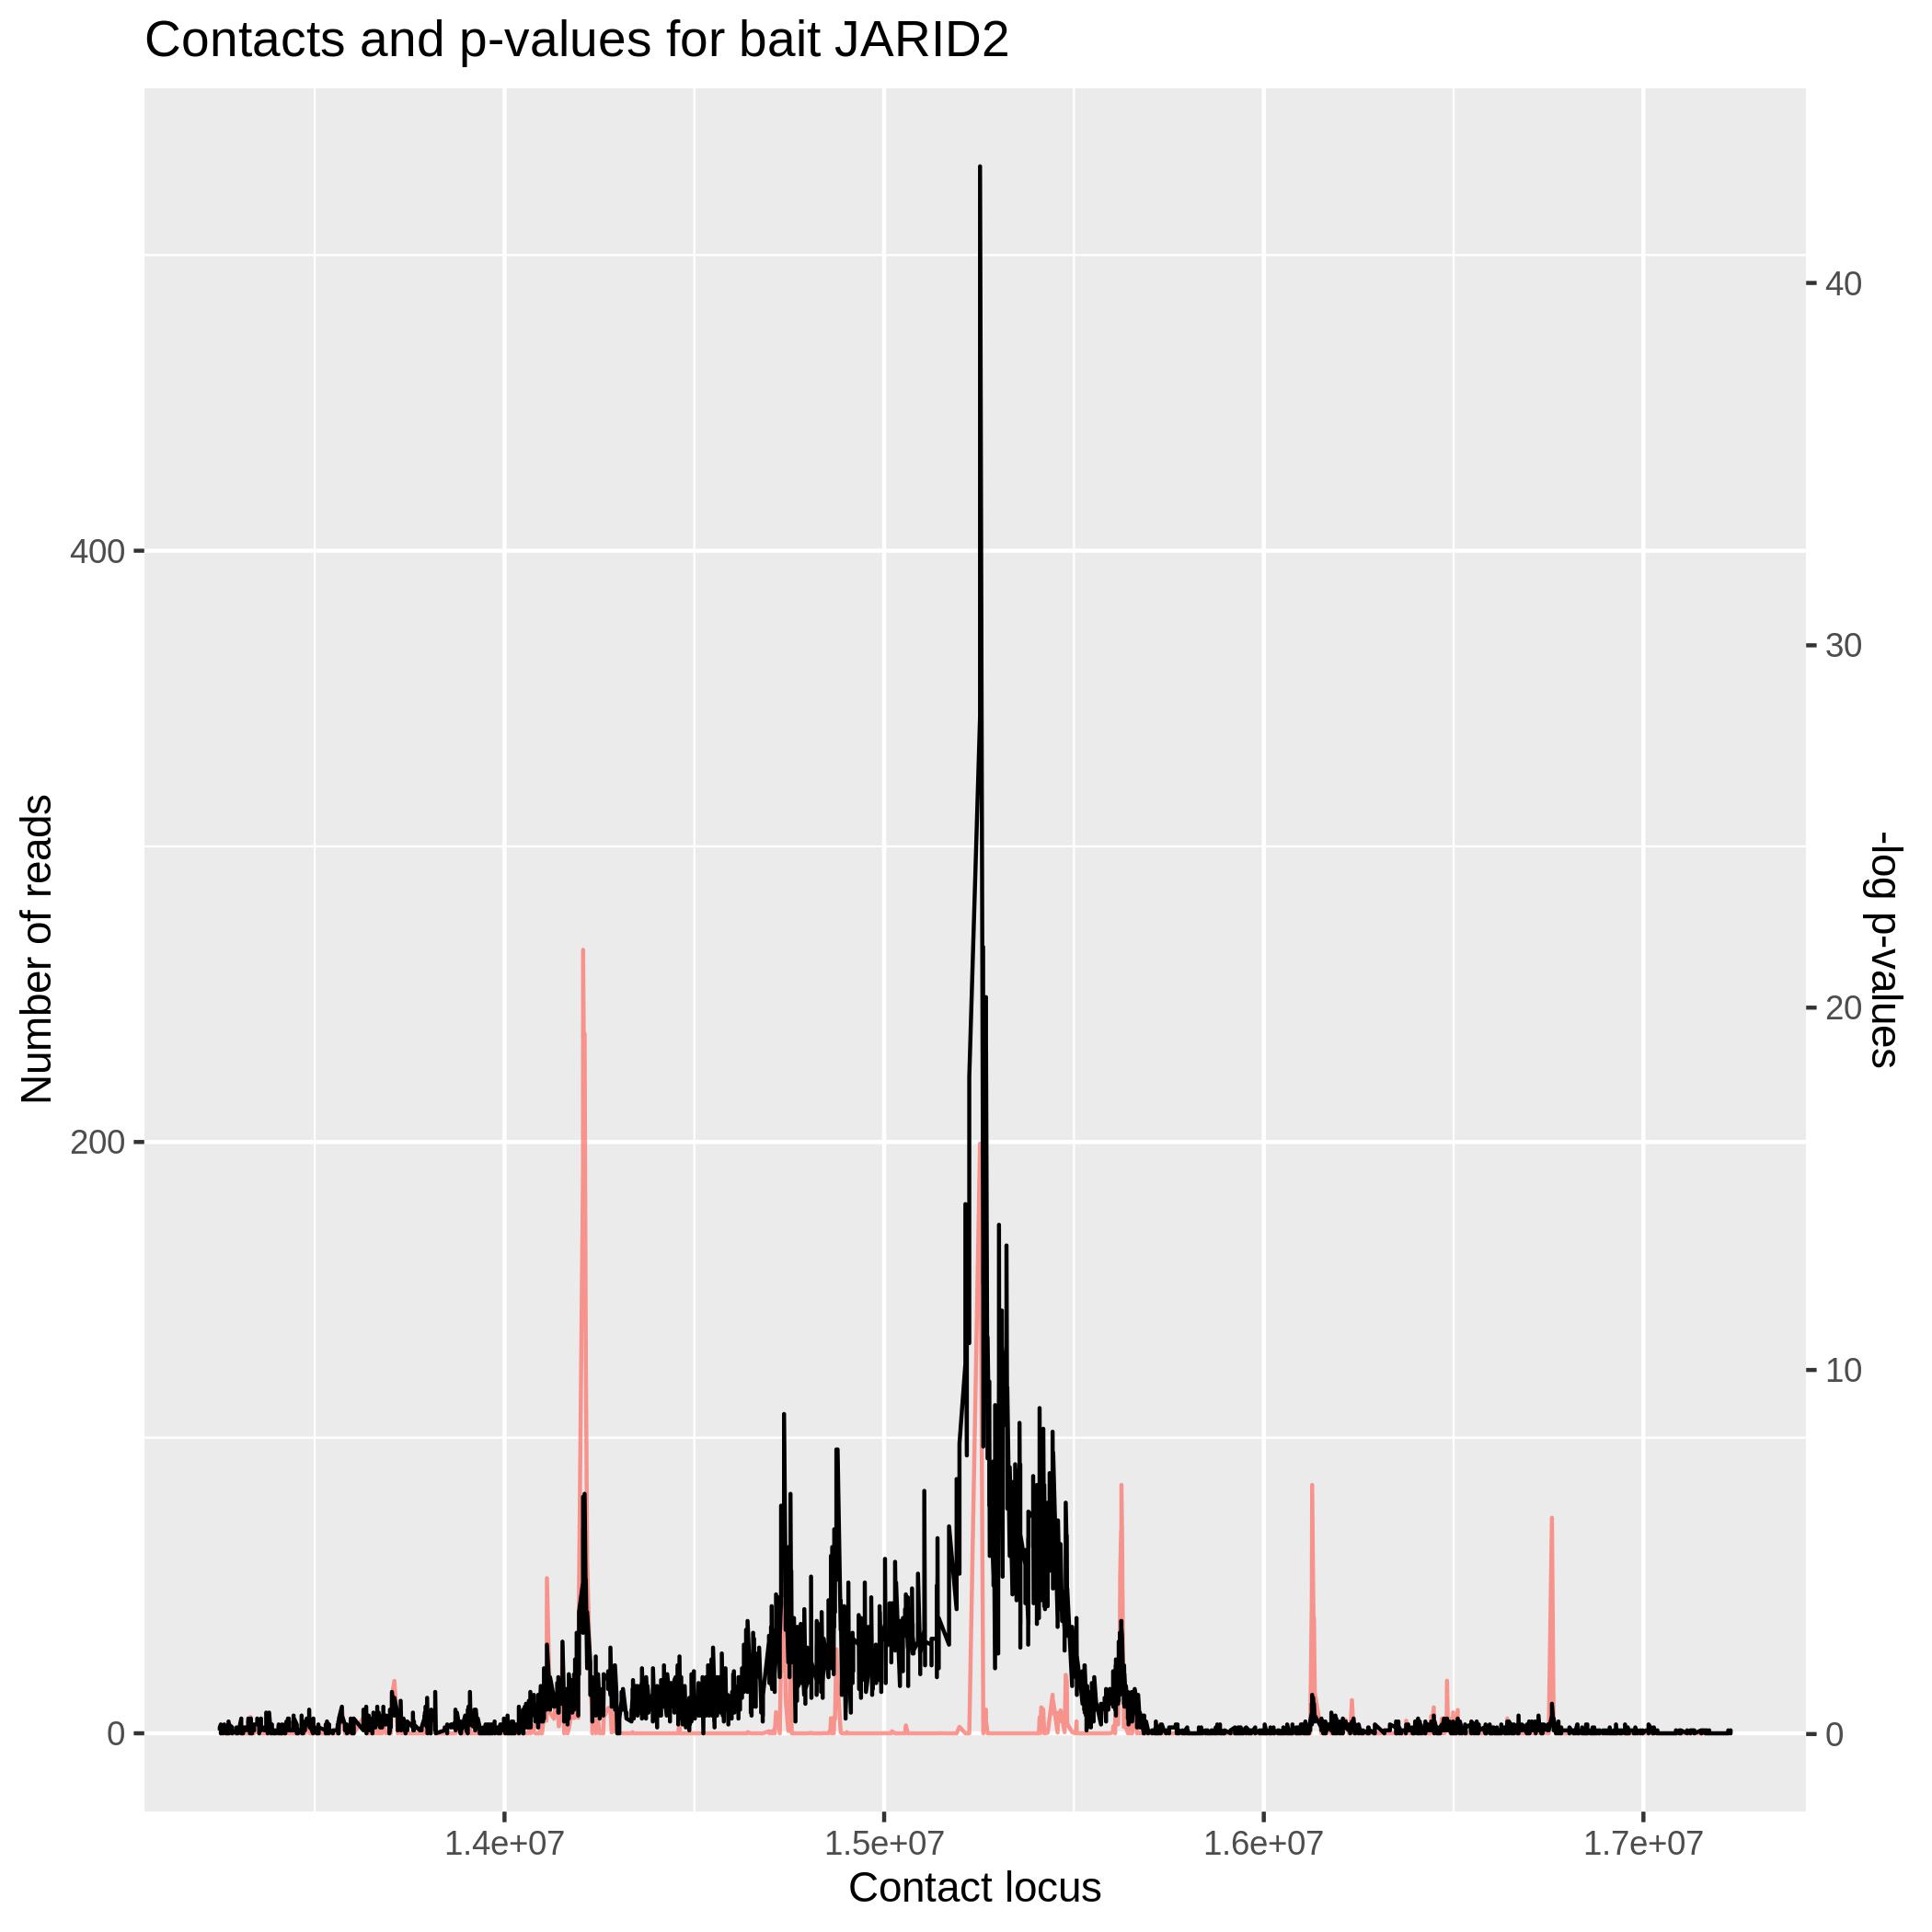 Contacts and p-values for bait JARID2
Number of reads
400
200
0
40
30
20
10
0
-log p-values
1.4e+07
1.5e+07
1.6e+07
1.7e+07
Contact locus